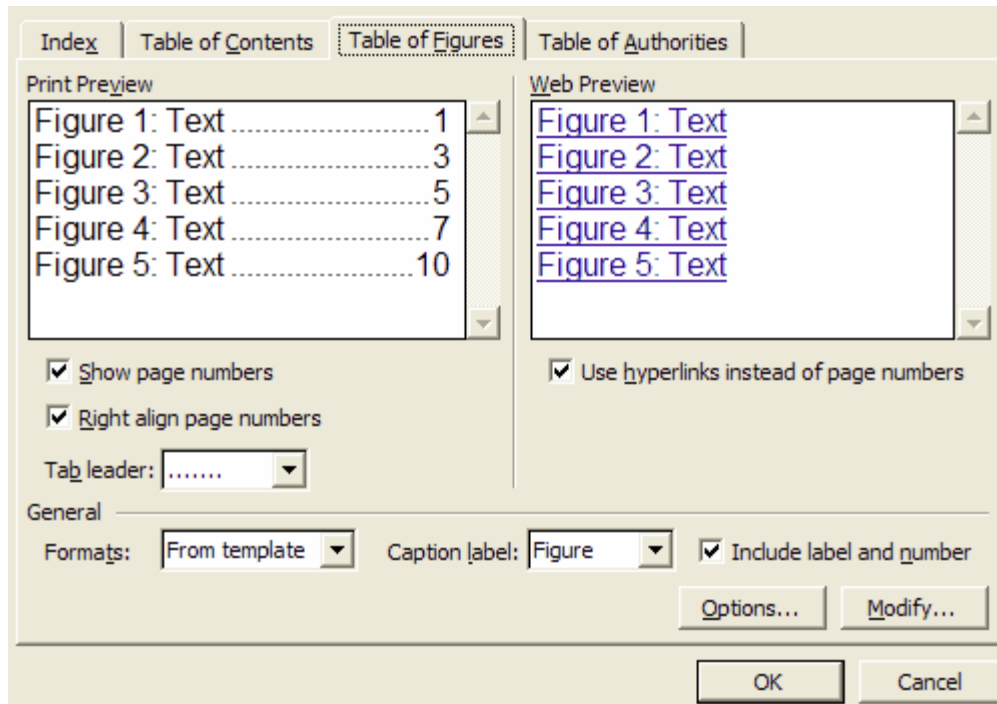 Index Table of Contents Table of Figures Table of Authorities
Print Preview
Figure 1: Text..............................1
Figure 2: Text..............................3
Figure 3: Text..............................5
Figure 4: Text..............................7
Figure 5: Text............................10
Web Preview
Figure 1: Text
Figure 2: Text
Figure 3: Text
Figure 4: Text
Figure 5: Text
Show page numbers
Right align page numbers
Tab leader: .......
Use hyperlinks instead of page numbers
General
Formats: From template Caption label: Figure Include label and number
Options... Modify...
OK Cancel